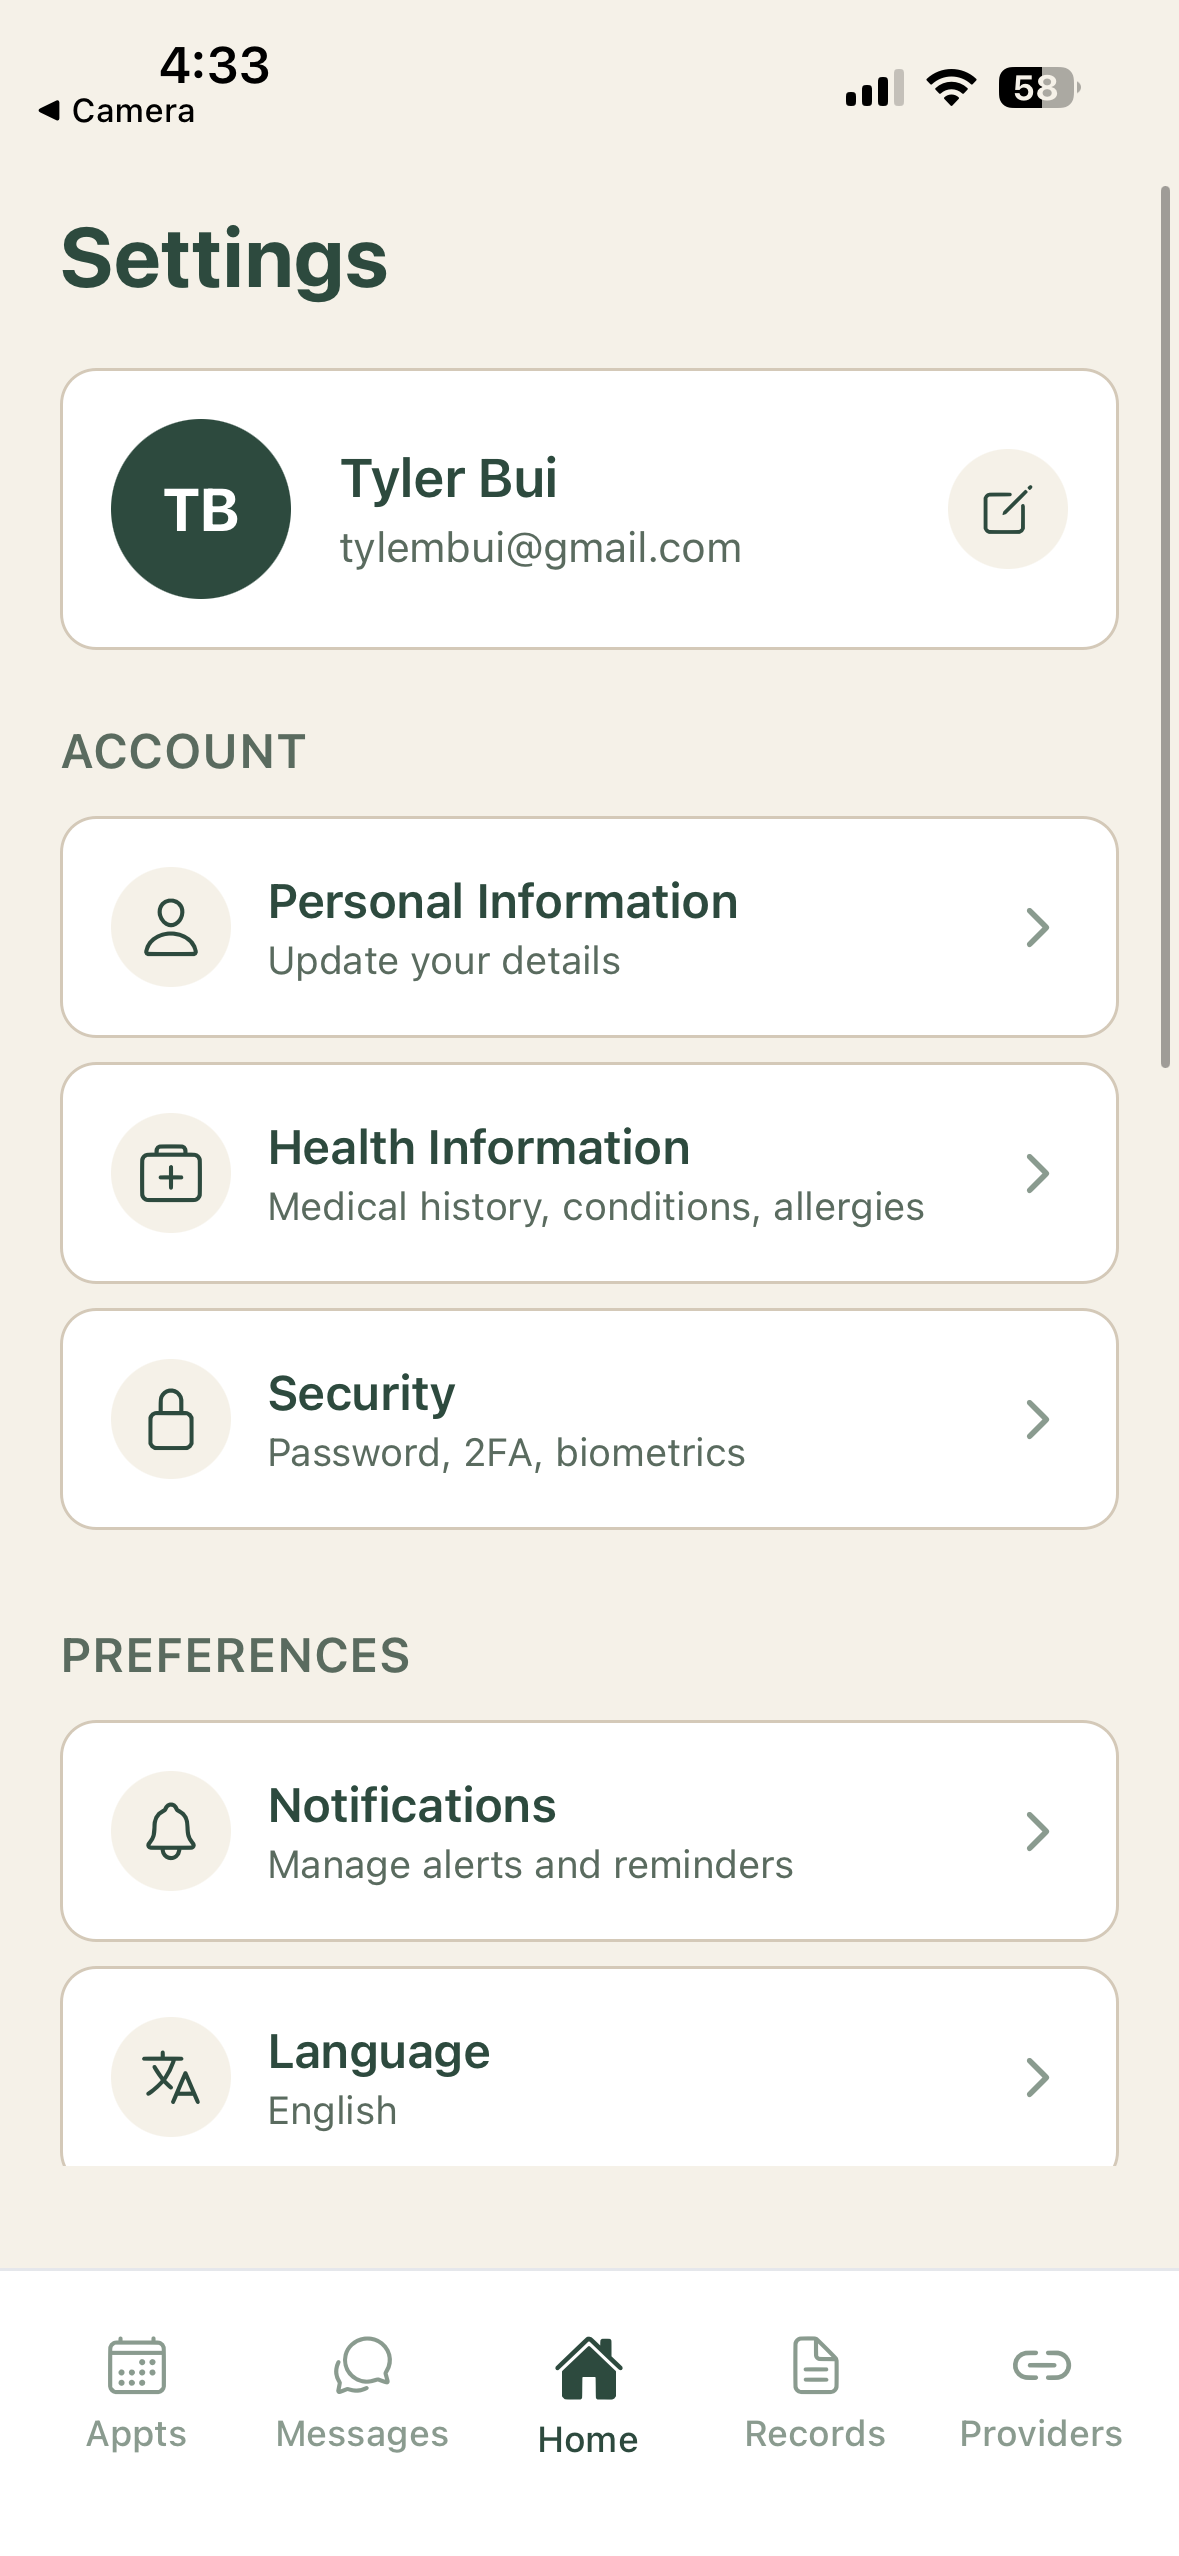 4:33
Camera
58
Settings
TB
Tyler Bui
tylembui@gmail.com
ACCOUNT
Personal Information
Update your details
Health Information
Medical history, conditions, allergies
Security
Password, 2FA, biometrics
PREFERENCES
Notifications
Manage alerts and reminders
Language
English
Appts
Messages
Home
Records
Providers